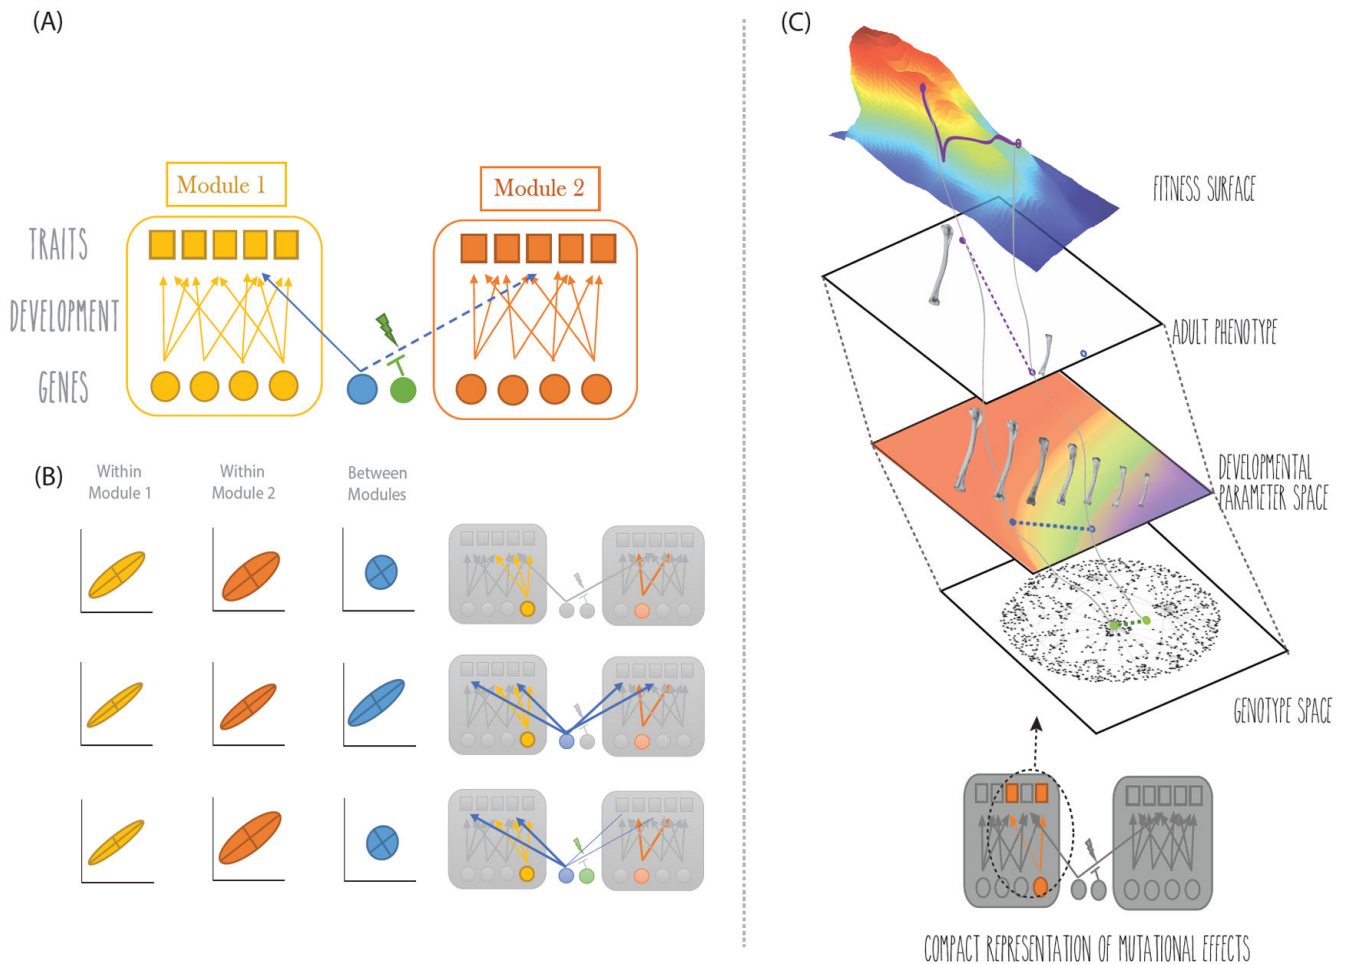 (A)
Module 1
Module 2
TRAITS
DEVELOPMENT
GENES
(B)
Within
Module 1
Within
Module 2
Between
Modules
(C)
FITNESS SURFACE
ADULT PHENOTYPE
DEVELOPMENTAL
PARAMETER SPACE
GENOTYPE SPACE
COMPACT REPRESENTATION OF MUTATIONAL EFFECTS